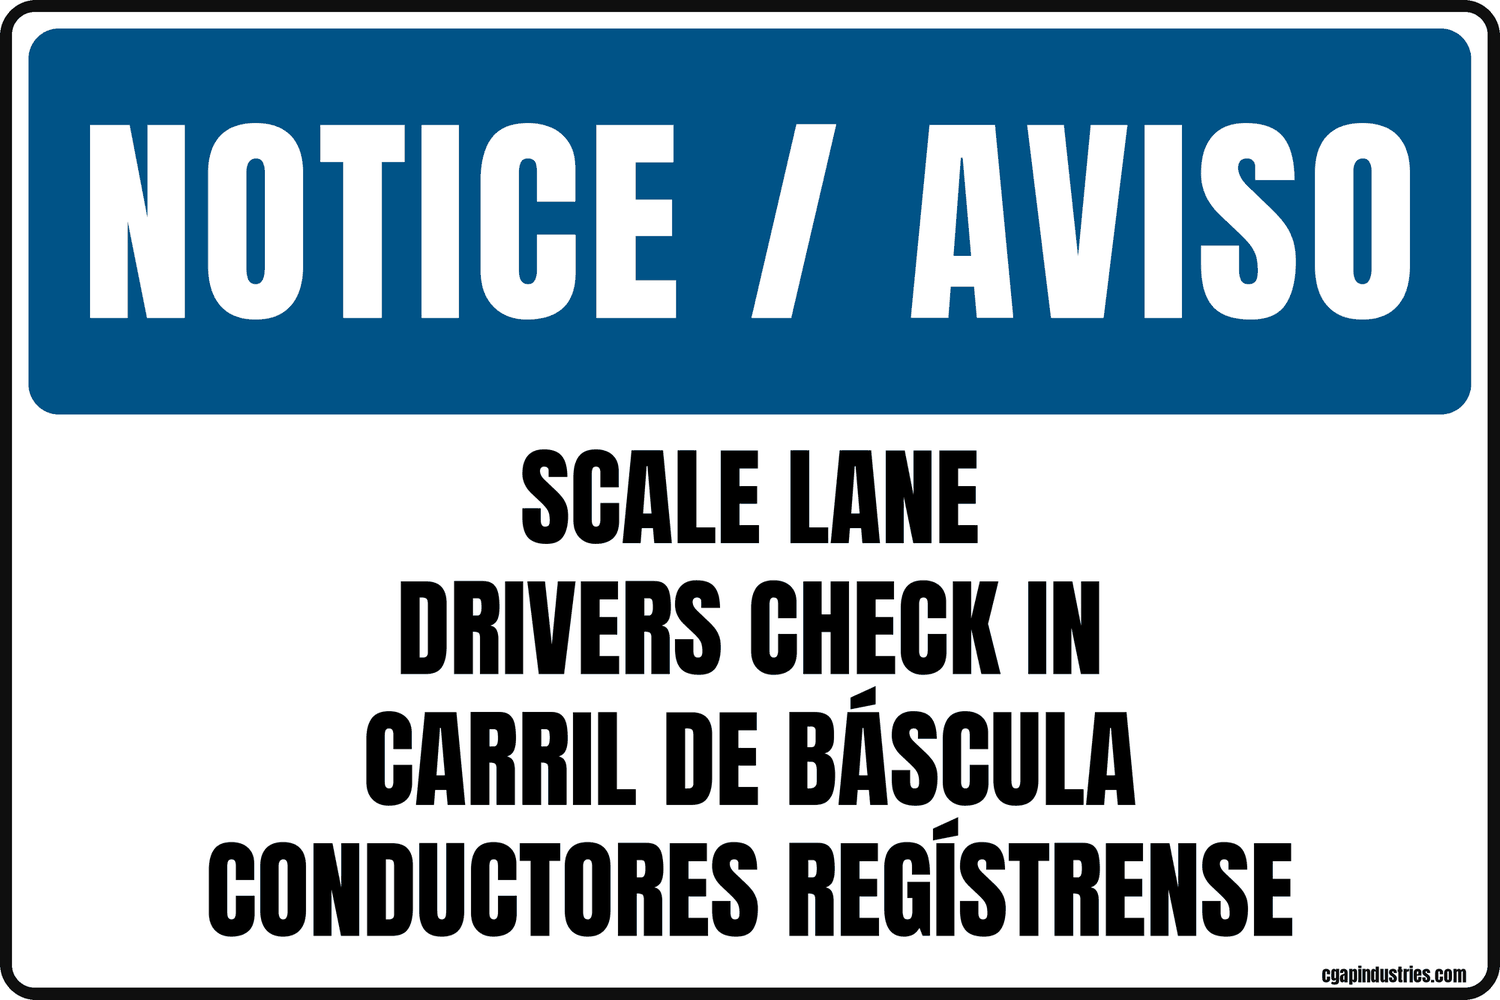 NOTICE / AVISO
SCALE LANE
DRIVERS CHECK IN
CARRIL DE BÁSCULA
CONDUCTORES REGÍSTRENSE
cgapindustries.com